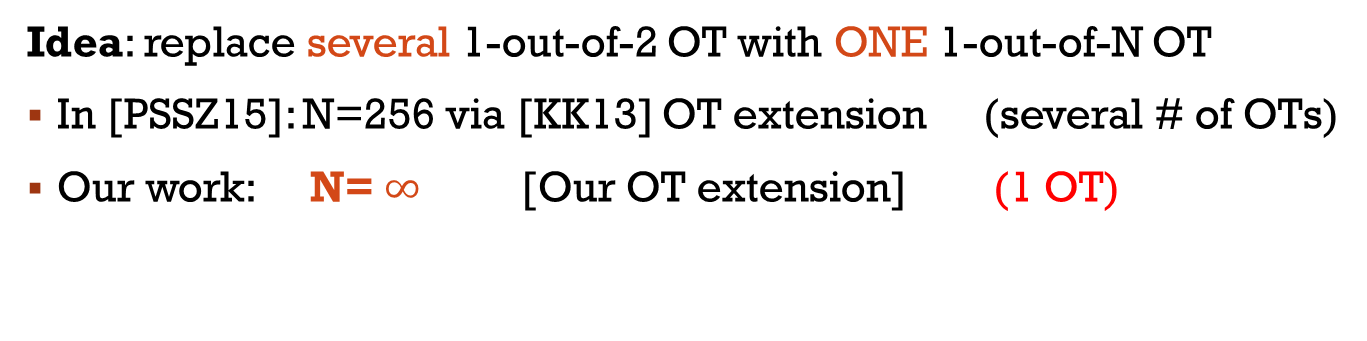 Idea: replace several 1-out-of-2 OT with ONE 1-out-of-N OT
▪ In [PSSZ15]: N=256 via [KK13] OT extension (several # of OTs)
▪ Our work: N= ∞ [Our OT extension] (1 OT)